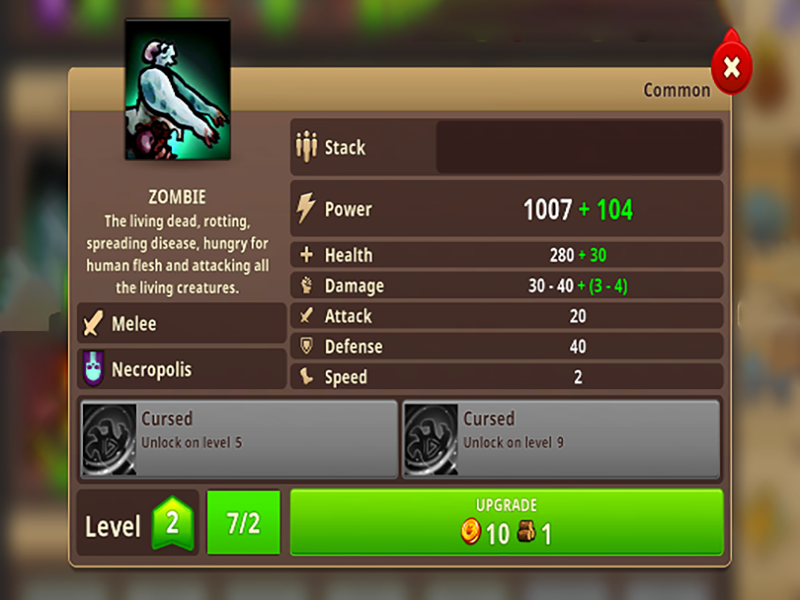 Common
ZOMBIE
The living dead, rotting,
spreading disease, hungry for
human flesh and attacking all
the living creatures.
Melee
Necropolis
Stack
Power 1007 + 104
Health 280 + 30
Damage 30 - 40 + (3 - 4)
Attack 20
Defense 40
Speed 2
Cursed
Unlock on level 5
Cursed
Unlock on level 9
Level 2 7/2
UPGRADE
10 1